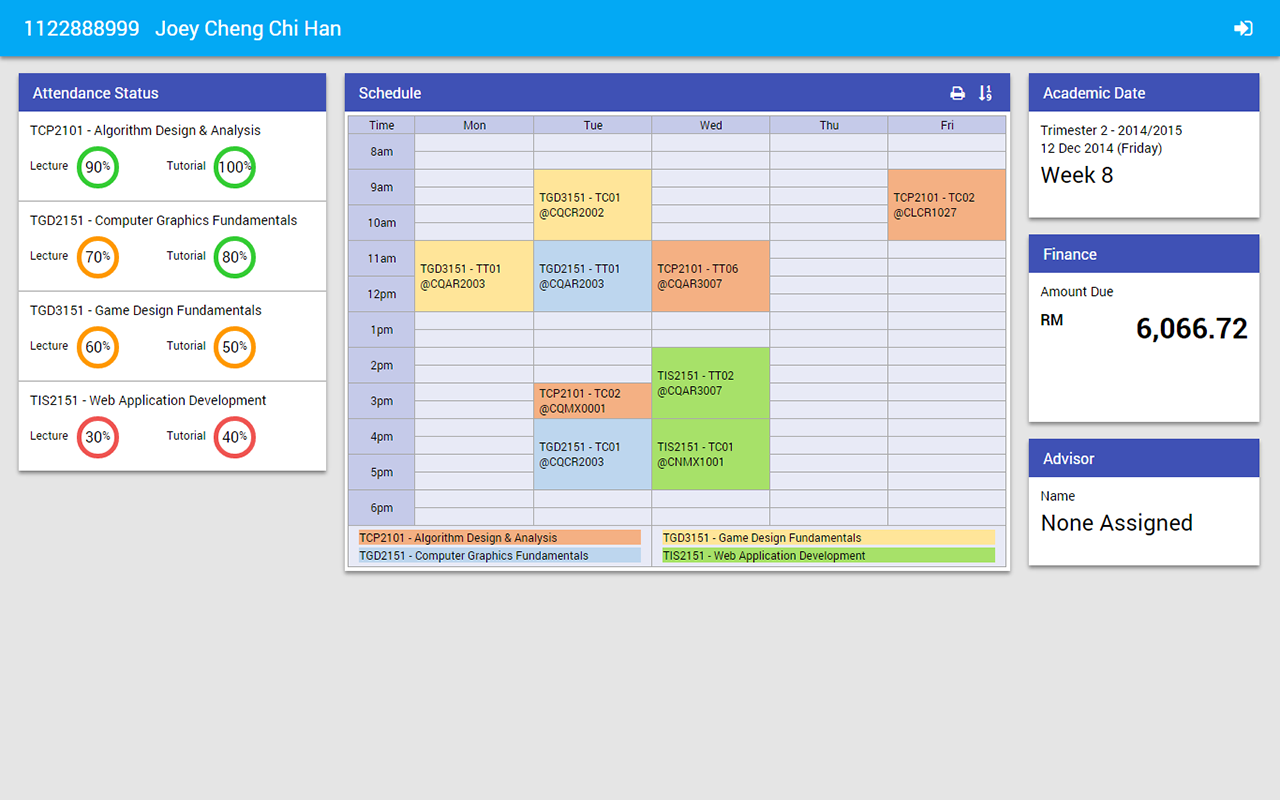 1122888999 Joey Cheng Chi Han
Attendance Status
TCP2101 - Algorithm Design & Analysis
Lecture 90% Tutorial 100%
TGD2151 - Computer Graphics Fundamentals
Lecture 70% Tutorial 80%
TGD3151 - Game Design Fundamentals
Lecture 60% Tutorial 50%
TIS2151 - Web Application Development
Lecture 30% Tutorial 40%
Schedule
Time Mon Tue Wed Thu Fri
8am
9am
TGD3151 - TC01
@CQCR2002
TCP2101 - TC02
@CLCR1027
10am
11am
TGD3151 - TT01
@CQAR2003
TGD2151 - TT01
@CQAR2003
TCP2101 - TT06
@CQAR3007
12pm
1pm
2pm
TIS2151 - TT02
@CQAR3007
3pm
TCP2101 - TC02
@CQMX0001
4pm
TGD2151 - TC01
@CQCR2003
TIS2151 - TC01
@CNMX1001
5pm
6pm
TCP2101 - Algorithm Design & Analysis
TGD3151 - Game Design Fundamentals
TGD2151 - Computer Graphics Fundamentals
TIS2151 - Web Application Development
Academic Date
Trimester 2 - 2014/2015
12 Dec 2014 (Friday)
Week 8
Finance
Amount Due
RM 6,066.72
Advisor
Name
None Assigned